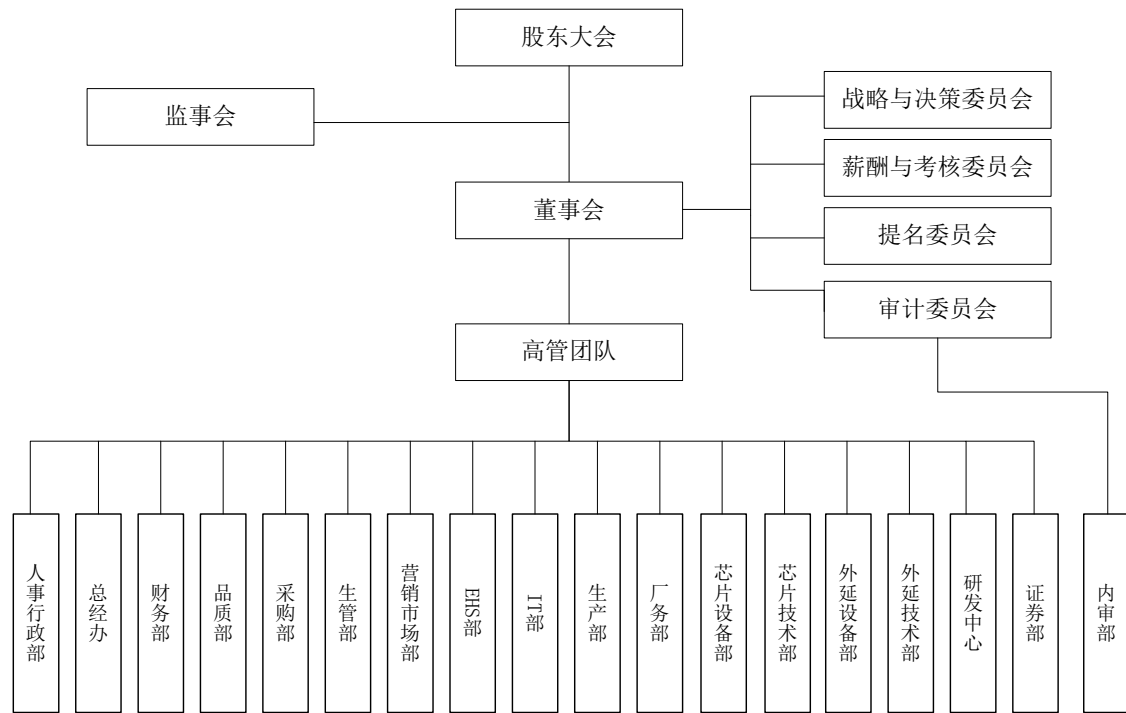 股东大会
监事会
战略与决策委员会
薪酬与考核委员会
董事会
提名委员会
审计委员会
高管团队
人事行政部
总经办
财务部
品质部
采购部
生管部
营销市场部
EHS部
IT部
生产部
厂务部
芯片设备部
芯片技术部
外延设备部
外延技术部
研发中心
证券部
内审部